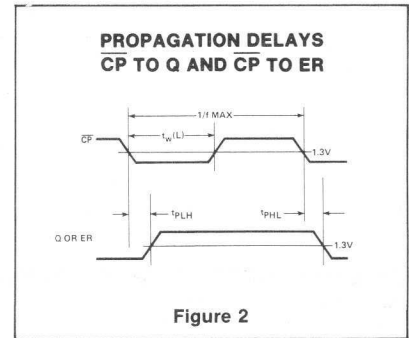 PROPAGATION DELAYS
CP TO Q AND CP TO ER
1/f MAX
tw(L)
CP
1.3V
tPLH
tPHL
Q OR ER
1.3V
Figure 2